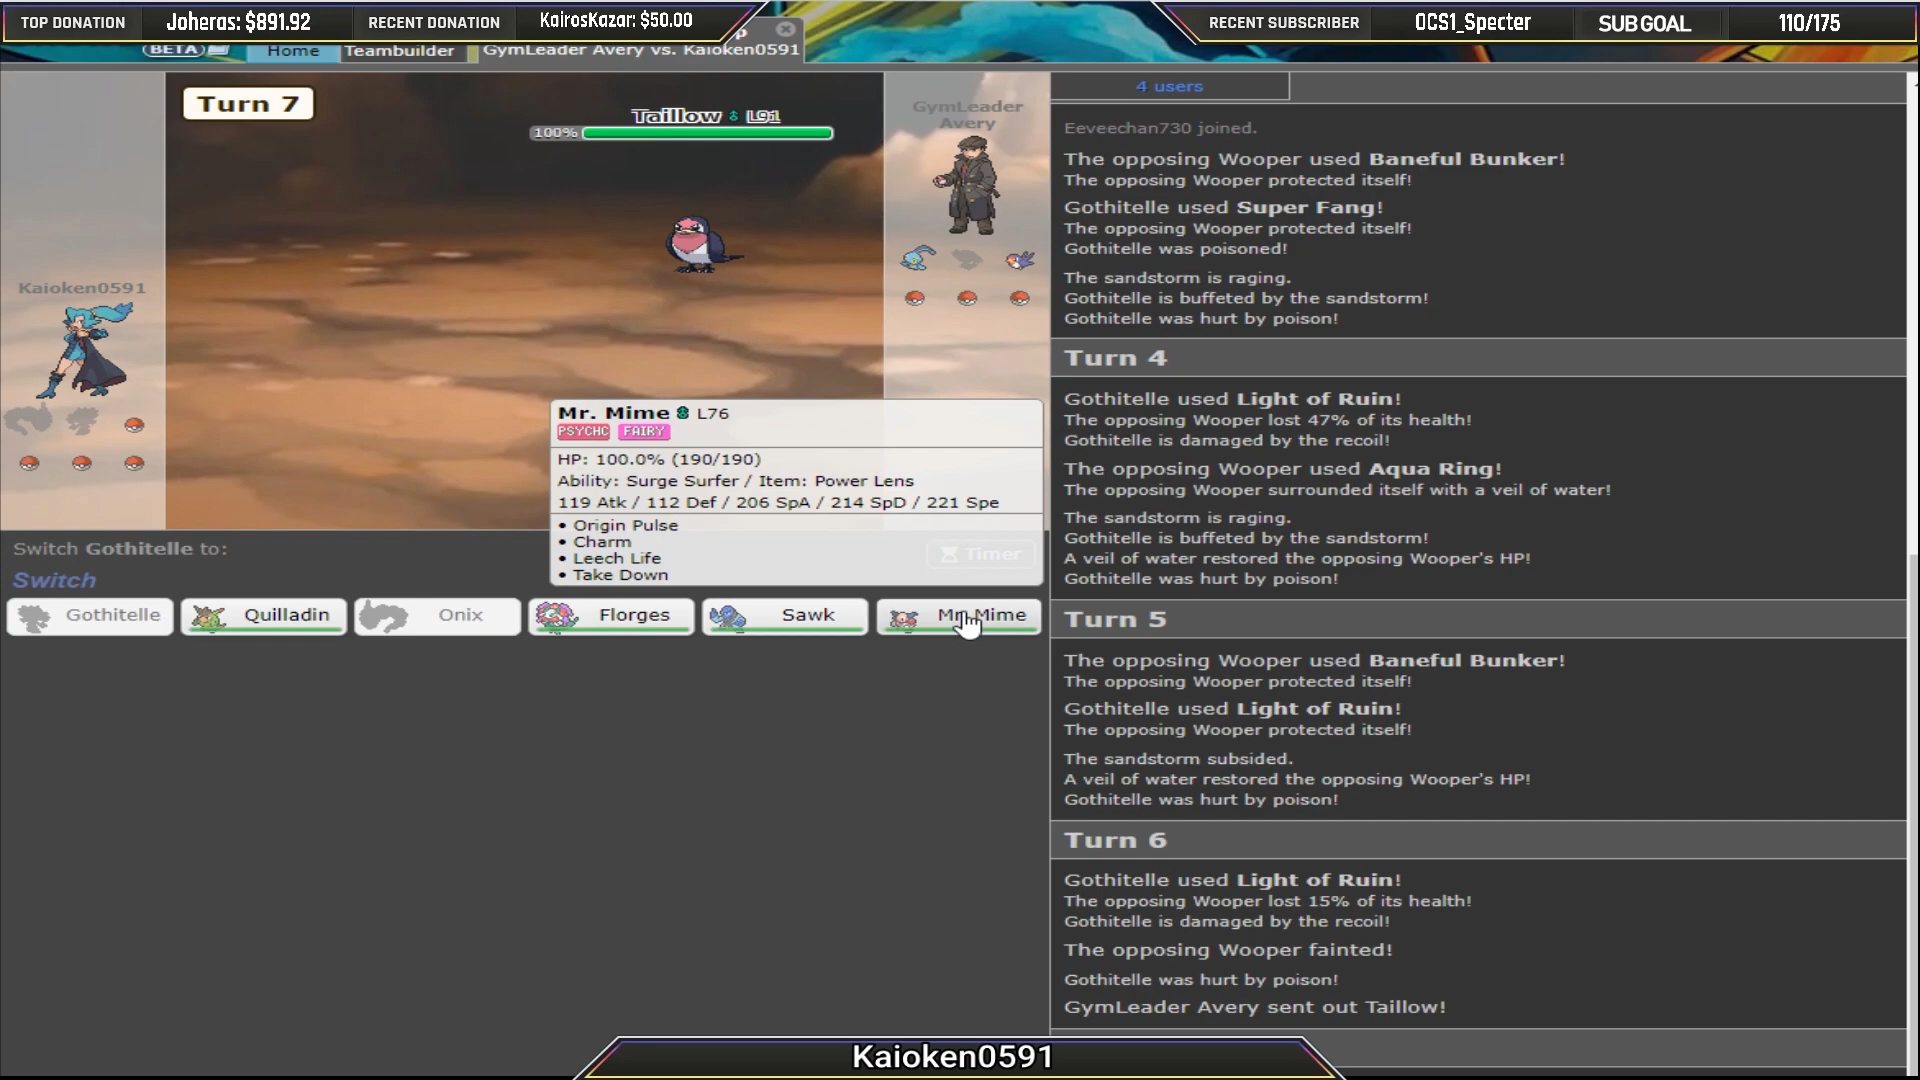 TOP DONATION
Joheras: $891.92
RECENT DONATION
KairosKazar: $50.00
RECENT SUBSCRIBER
OCS1_Specter
SUB GOAL
110/175
BETA
Home
Teambuilder
GymLeader Avery vs. Kaioken0591
Turn 7
Taillow L91
100%
GymLeader
Avery
Kaioken0591
Mr. Mime L76
PSYCHC FAIRY
HP: 100.0% (190/190)
Ability: Surge Surfer / Item: Power Lens
119 Atk / 112 Def / 206 SpA / 214 SpD / 221 Spe
• Origin Pulse
• Charm
• Leech Life
• Take Down
Timer
Switch Gothitelle to:
Switch
Gothitelle
Quilladin
Onix
Florges
Sawk
Mr. Mime
4 users
Eeveechan730 joined.
The opposing Wooper used Baneful Bunker!
The opposing Wooper protected itself!
Gothitelle used Super Fang!
The opposing Wooper protected itself!
Gothitelle was poisoned!
The sandstorm is raging.
Gothitelle is buffeted by the sandstorm!
Gothitelle was hurt by poison!
Turn 4
Gothitelle used Light of Ruin!
The opposing Wooper lost 47% of its health!
Gothitelle is damaged by the recoil!
The opposing Wooper used Aqua Ring!
The opposing Wooper surrounded itself with a veil of water!
The sandstorm is raging.
Gothitelle is buffeted by the sandstorm!
A veil of water restored the opposing Wooper's HP!
Gothitelle was hurt by poison!
Turn 5
The opposing Wooper used Baneful Bunker!
The opposing Wooper protected itself!
Gothitelle used Light of Ruin!
The opposing Wooper protected itself!
The sandstorm subsided.
A veil of water restored the opposing Wooper's HP!
Gothitelle was hurt by poison!
Turn 6
Gothitelle used Light of Ruin!
The opposing Wooper lost 15% of its health!
Gothitelle is damaged by the recoil!
The opposing Wooper fainted!
Gothitelle was hurt by poison!
GymLeader Avery sent out Taillow!
Kaioken0591